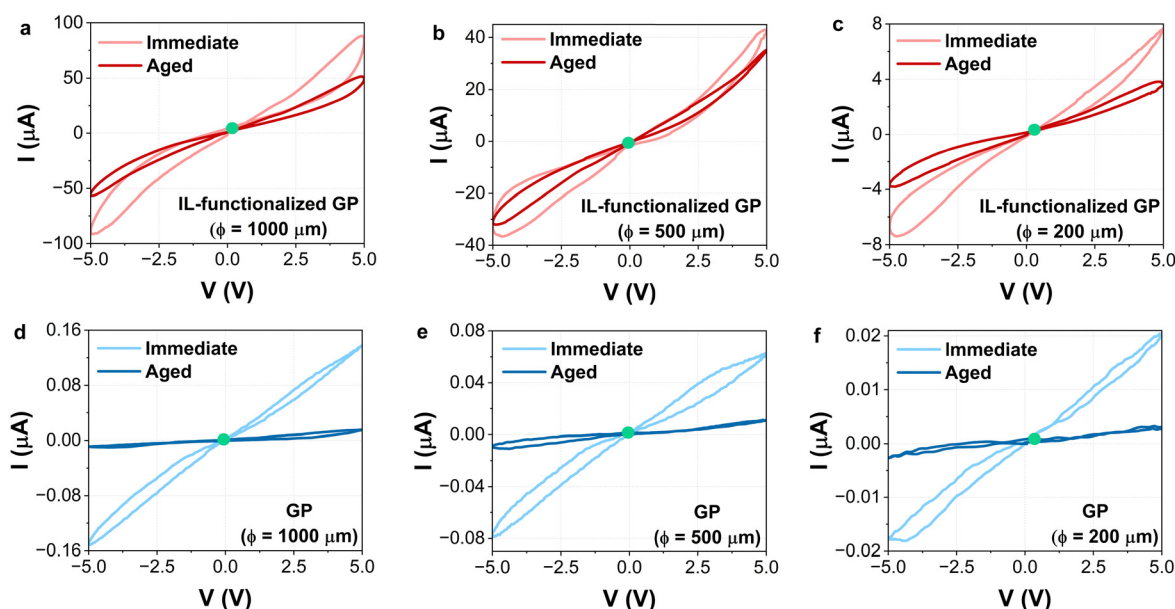 a
Immediate
Aged
100
50
0
−50
−100
I (μA)
IL-functionalized GP
(ϕ = 1000 μm)
−5.0
−2.5
0.0
2.5
5.0
V (V)
b
Immediate
Aged
40
20
0
−20
−40
I (μA)
IL-functionalized GP
(ϕ = 500 μm)
−5.0
−2.5
0.0
2.5
5.0
V (V)
c
Immediate
Aged
8
4
0
−4
−8
I (μA)
IL-functionalized GP
(ϕ = 200 μm)
−5.0
−2.5
0.0
2.5
5.0
V (V)
d
Immediate
Aged
0.16
0.08
0.00
−0.08
−0.16
I (μA)
GP
(ϕ = 1000 μm)
−5.0
−2.5
0.0
2.5
5.0
V (V)
e
Immediate
Aged
0.08
0.04
0.00
−0.04
−0.08
I (μA)
GP
(ϕ = 500 μm)
−5.0
−2.5
0.0
2.5
5.0
V (V)
f
Immediate
Aged
0.02
0.01
0.00
−0.01
−0.02
I (μA)
GP
(ϕ = 200 μm)
−5.0
−2.5
0.0
2.5
5.0
V (V)